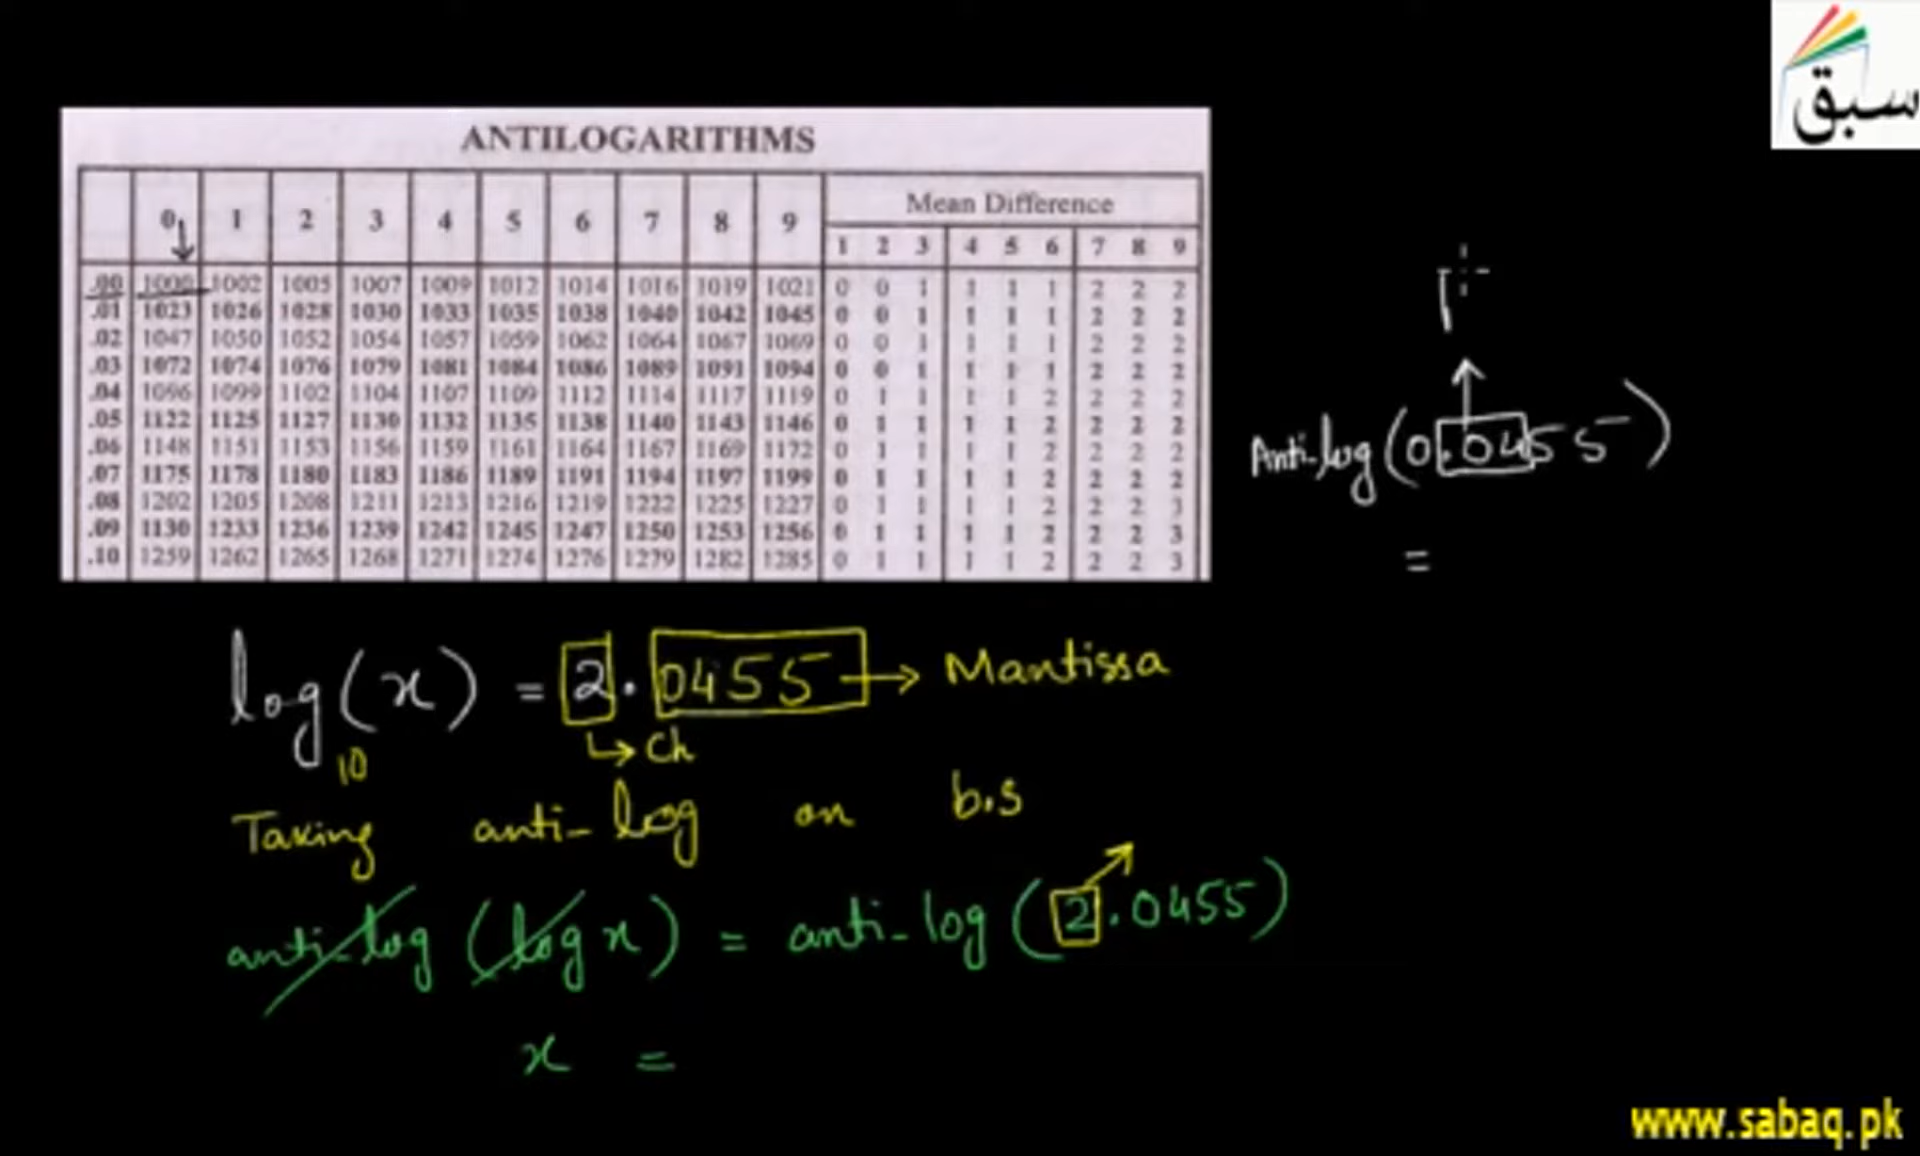 سبق
ANTILOGARITHMS
0 1 2 3 4 5 6 7 8 9 Mean Difference
1 2 3 4 5 6 7 8 9
.00 1000 1002 1005 1007 1009 1012 1014 1016 1019 1021 0 0 1 1 1 1 2 2 2
.01 1023 1026 1028 1030 1033 1035 1038 1040 1042 1045 0 0 1 1 1 1 2 2 2
.02 1047 1050 1052 1054 1057 1059 1062 1064 1067 1069 0 0 1 1 1 1 2 2 2
.03 1072 1074 1076 1079 1081 1084 1086 1089 1091 1094 0 0 1 1 1 1 2 2 2
.04 1096 1099 1102 1104 1107 1109 1112 1114 1117 1119 0 1 1 1 1 2 2 2 2
.05 1122 1125 1127 1130 1132 1135 1138 1140 1143 1146 0 1 1 1 1 2 2 2 2
.06 1148 1151 1153 1156 1159 1161 1164 1167 1169 1172 0 1 1 1 1 2 2 2 2
.07 1175 1178 1180 1183 1186 1189 1191 1194 1197 1199 0 1 1 1 1 2 2 2 2
.08 1202 1205 1208 1211 1213 1216 1219 1222 1225 1227 0 1 1 1 1 2 2 2 3
.09 1130 1233 1236 1239 1242 1245 1247 1250 1253 1256 0 1 1 1 1 2 2 2 3
.10 1259 1262 1265 1268 1271 1274 1276 1279 1282 1285 0 1 1 1 1 2 2 2 3
Anti-log(0.0455)
=
log₁₀(x) = 2.0455 → Mantissa
↳ Ch
Taking anti-log on b.s
anti-log (log x) = anti-log (2.0455)
x =
www.sabaq.pk